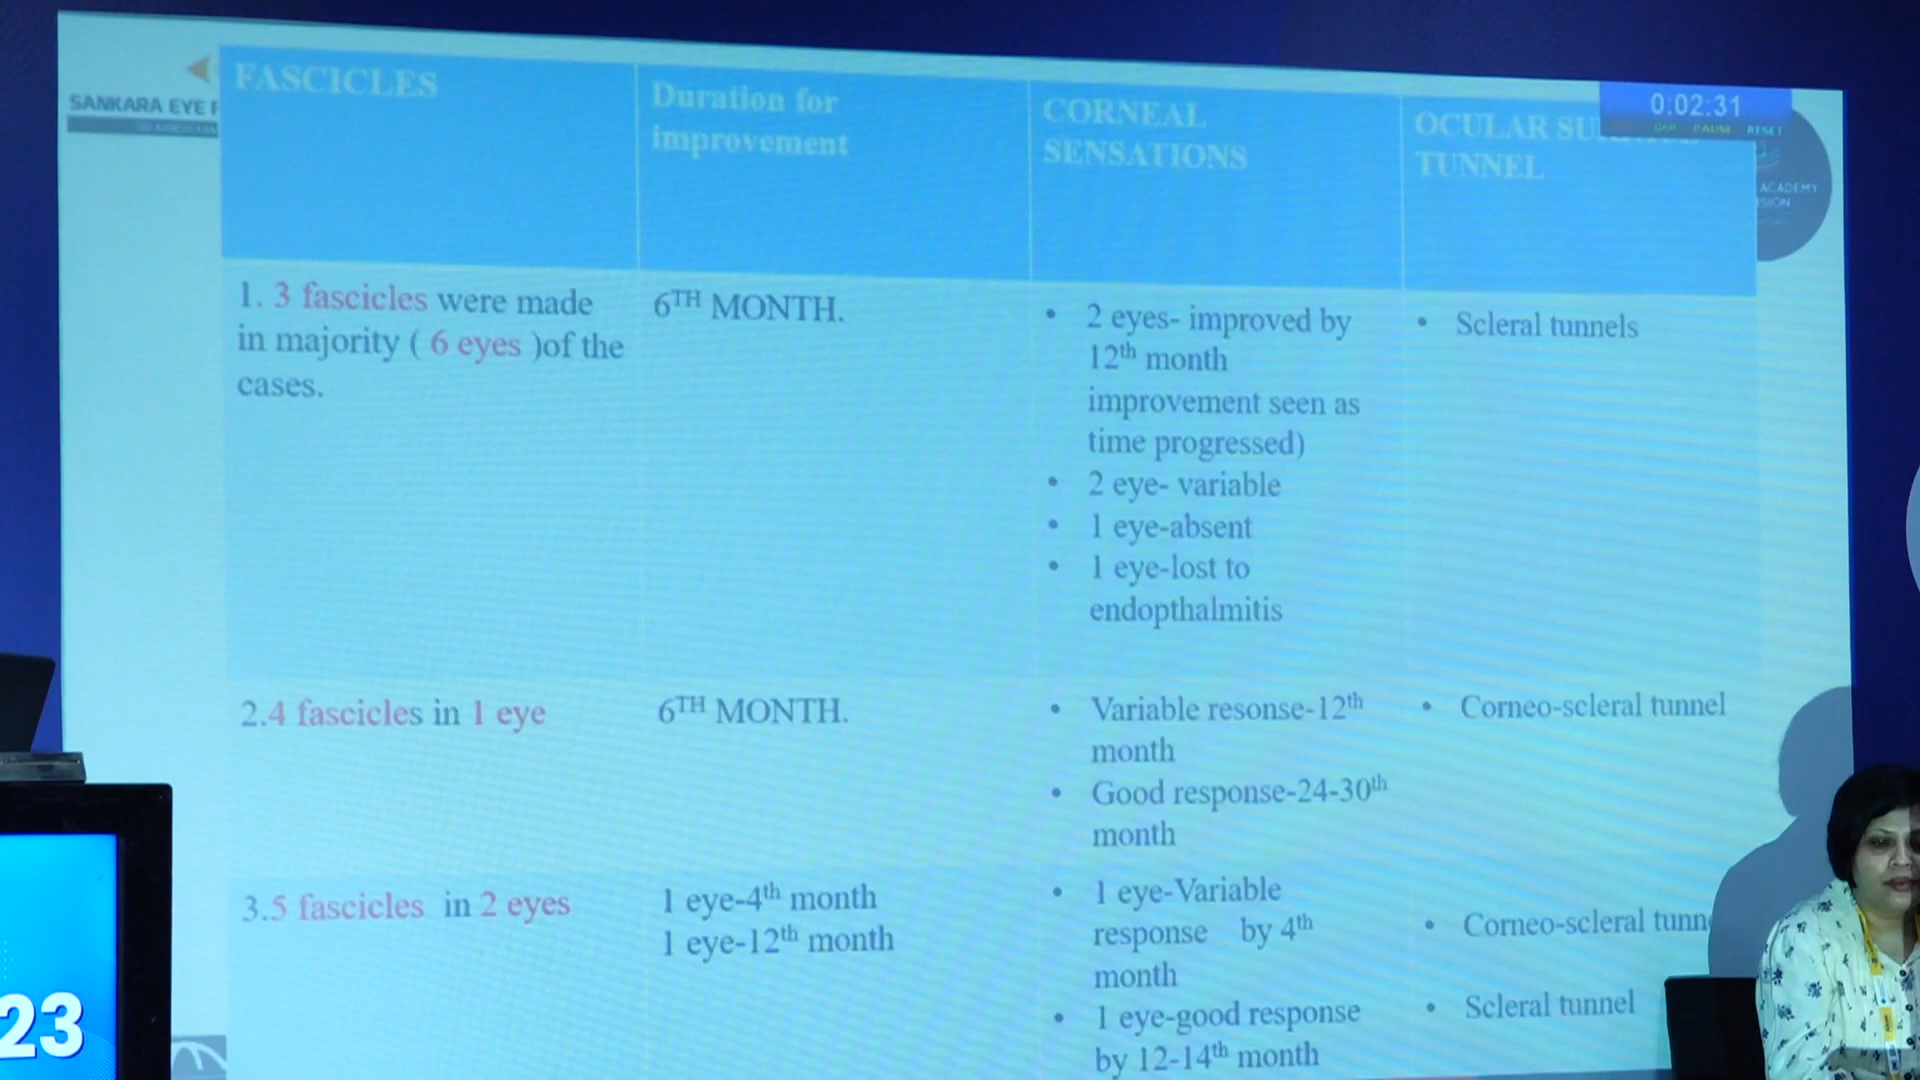 SANKARA EYE
FASCICLES
Duration for
improvement
CORNEAL
SENSATIONS
OCULAR
TUNNEL
0:02:31
PAUSE RESET
ACADEMY
1. 3 fascicles were made
in majority ( 6 eyes )of the
cases.
6TH MONTH.
• 2 eyes- improved by
12th month
improvement seen as
time progressed)
• 2 eye- variable
• 1 eye-absent
• 1 eye-lost to
endopthalmitis
• Scleral tunnels
2.4 fascicles in 1 eye
6TH MONTH.
• Variable resonse-12th
month
• Good response-24-30th
month
• Corneo-scleral tunnel
3.5 fascicles in 2 eyes
1 eye-4th month
1 eye-12th month
• 1 eye-Variable
response by 4th
month
• 1 eye-good response
by 12-14th month
• Corneo-scleral
• Scleral tunnel
23